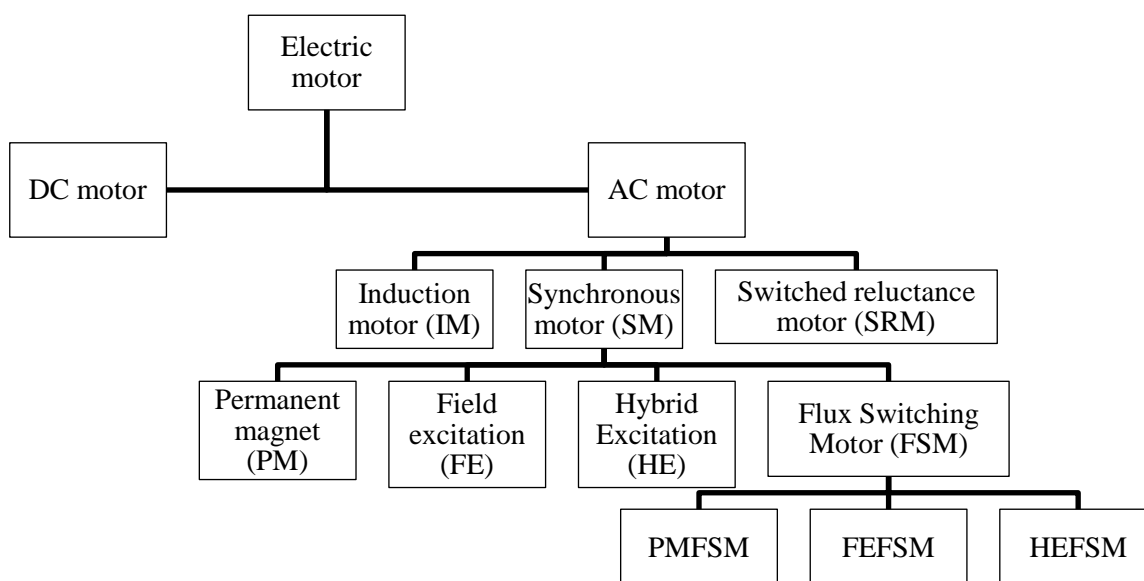 Electric
motor
DC motor
AC motor
Induction
motor (IM)
Synchronous
motor (SM)
Switched reluctance
motor (SRM)
Permanent
magnet
(PM)
Field
excitation
(FE)
Hybrid
Excitation
(HE)
Flux Switching
Motor (FSM)
PMFSM
FEFSM
HEFSM